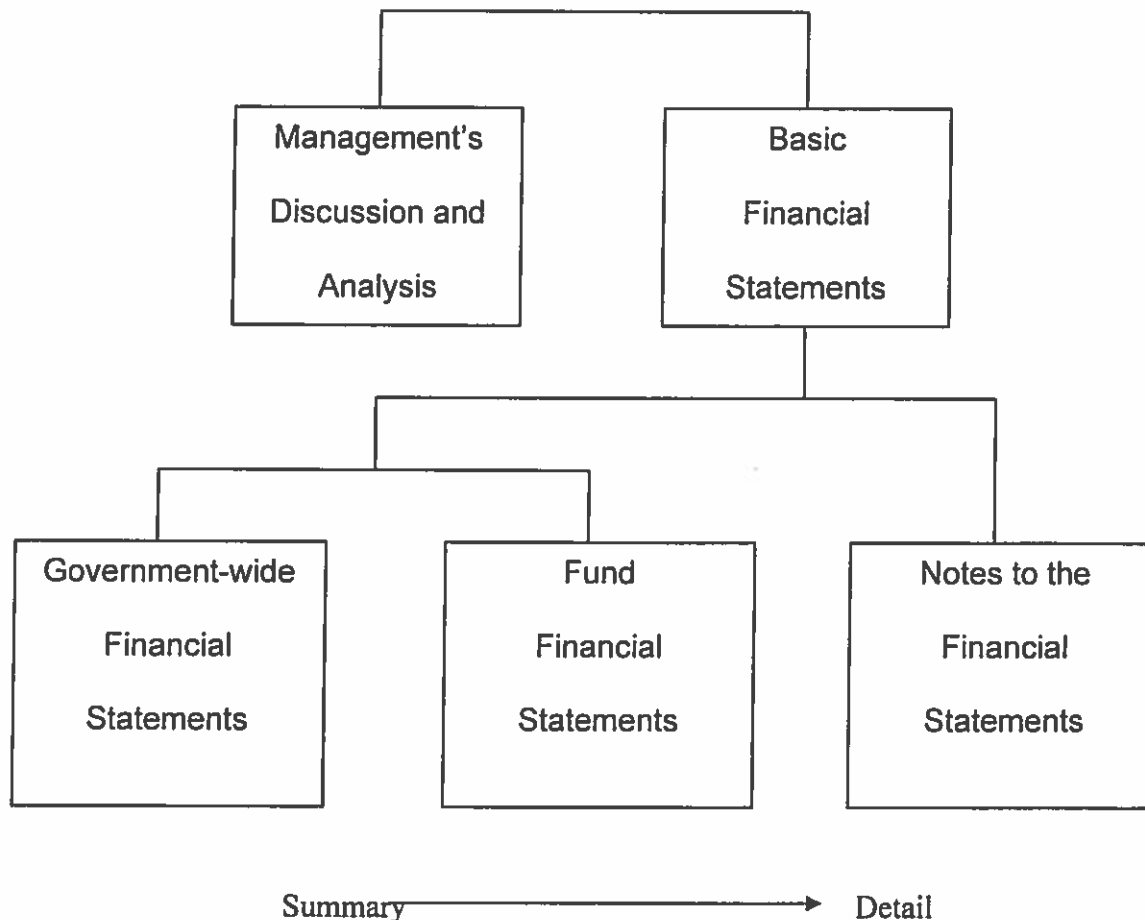 Management's
Discussion and
Analysis
Basic
Financial
Statements
Government-wide
Financial
Statements
Fund
Financial
Statements
Notes to the
Financial
Statements
Summary
Detail